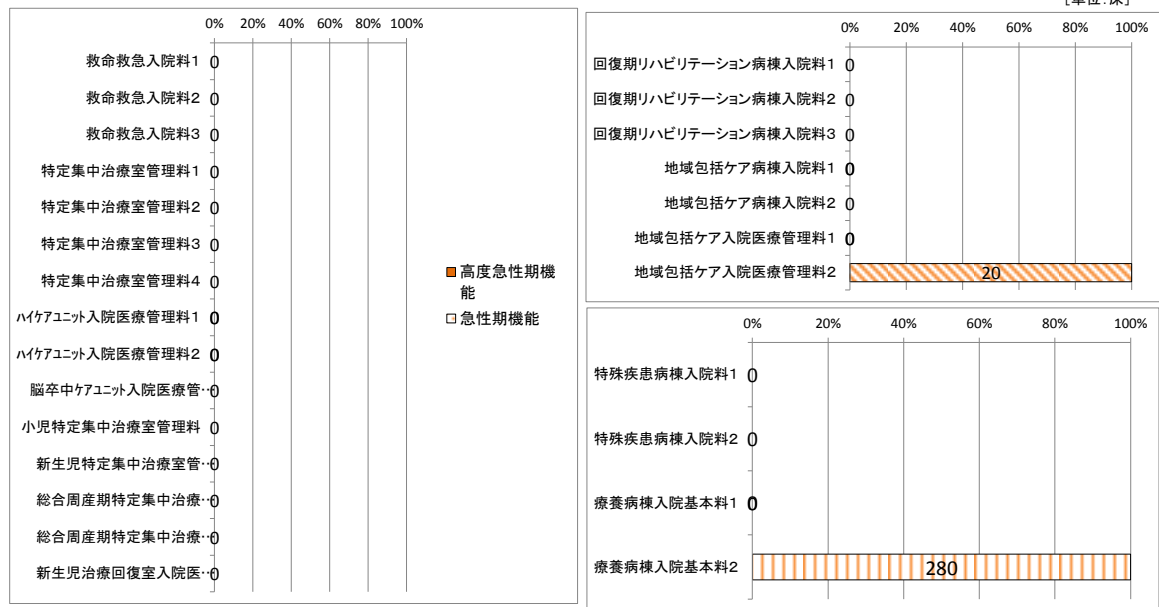 [単位:床]
0% 20% 40% 60% 80% 100%
救命救急入院料1 0
救命救急入院料2 0
救命救急入院料3 0
特定集中治療室管理料1 0
特定集中治療室管理料2 0
特定集中治療室管理料3 0
特定集中治療室管理料4 0
ハイケアユニット入院医療管理料1 0
ハイケアユニット入院医療管理料2 0
脳卒中ケアユニット入院医療管… 0
小児特定集中治療室管理料 0
新生児特定集中治療室管… 0
総合周産期特定集中治療… 0
総合周産期特定集中治療… 0
新生児治療回復室入院医… 0
高度急性期機
能
急性期機能
0% 20% 40% 60% 80% 100%
回復期リハビリテーション病棟入院料1 0
回復期リハビリテーション病棟入院料2 0
回復期リハビリテーション病棟入院料3 0
地域包括ケア病棟入院料1 0
地域包括ケア病棟入院料2 0
地域包括ケア入院医療管理料1 0
地域包括ケア入院医療管理料2 20
0% 20% 40% 60% 80% 100%
特殊疾患病棟入院料1 0
特殊疾患病棟入院料2 0
療養病棟入院基本料1 0
療養病棟入院基本料2 280